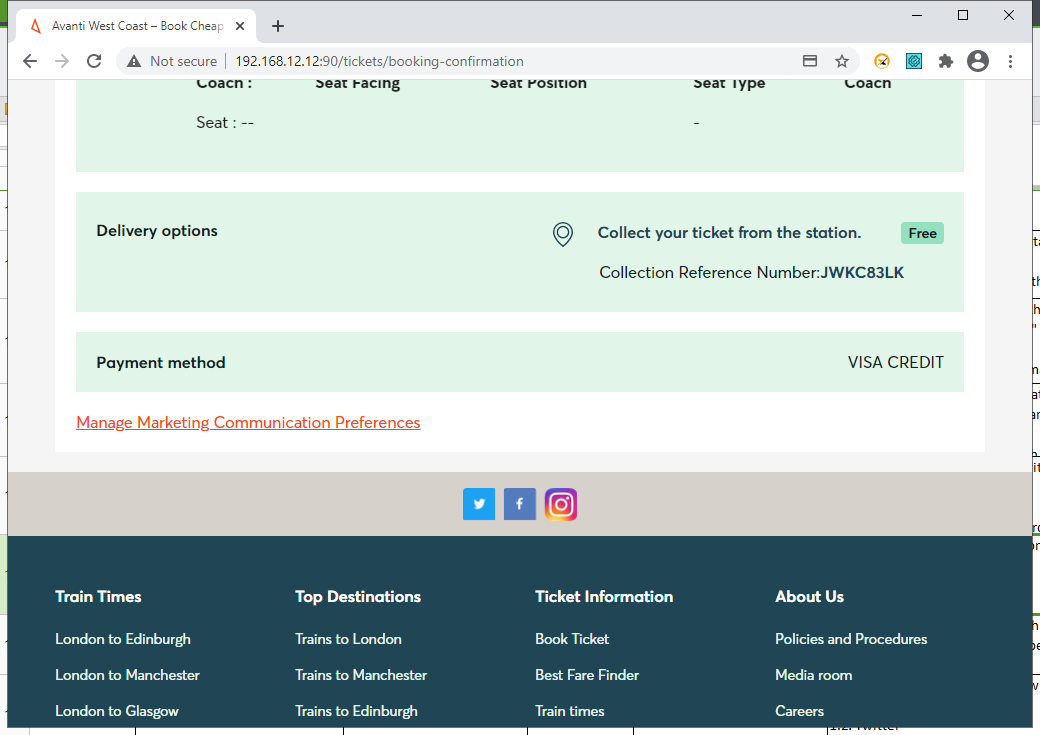 Avanti West Coast – Book Cheap
Not secure | 192.168.12.12:90/tickets/booking-confirmation
Coach : Seat Facing Seat Position Seat Type Coach
Seat : -- -
Delivery options Collect your ticket from the station. Free
Collection Reference Number:JWKC83LK
Payment method VISA CREDIT
Manage Marketing Communication Preferences
Train Times Top Destinations Ticket Information About Us
London to Edinburgh Trains to London Book Ticket Policies and Procedures
London to Manchester Trains to Manchester Best Fare Finder Media room
London to Glasgow Trains to Edinburgh Train times Careers
1.2. Twitter